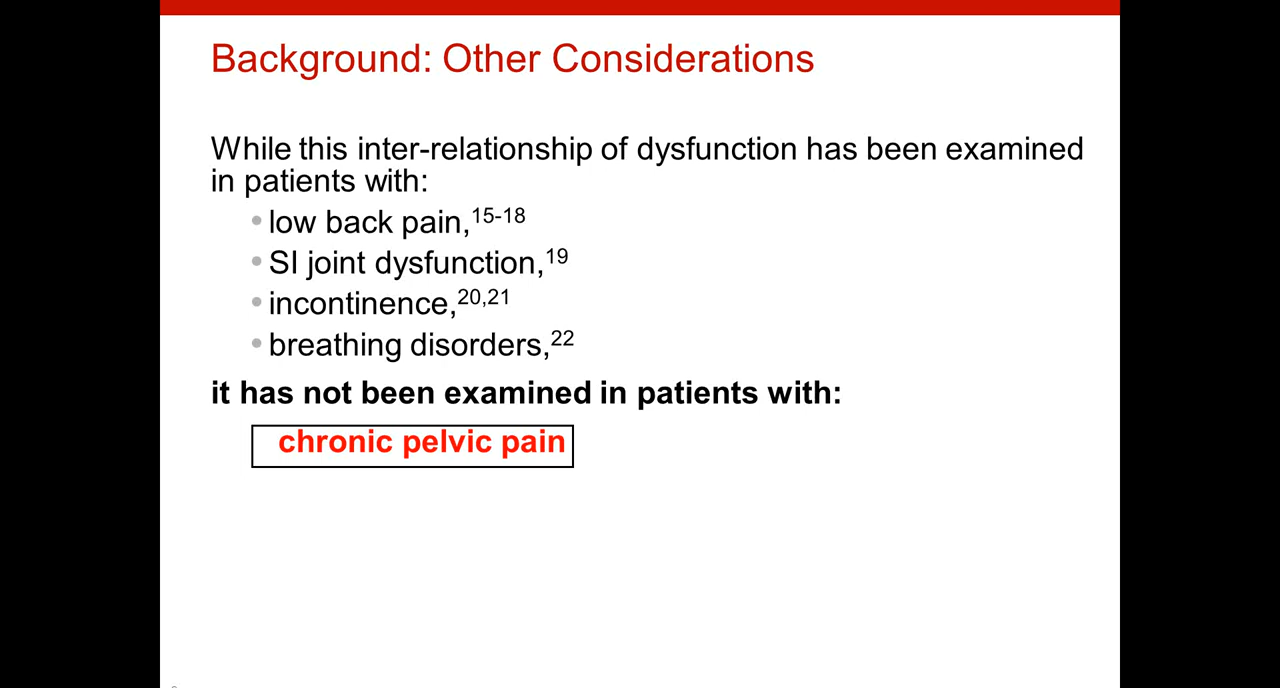 Background: Other Considerations
While this inter-relationship of dysfunction has been examined
in patients with:
• low back pain,15-18
• SI joint dysfunction,19
• incontinence,20,21
• breathing disorders,22
it has not been examined in patients with:
chronic pelvic pain